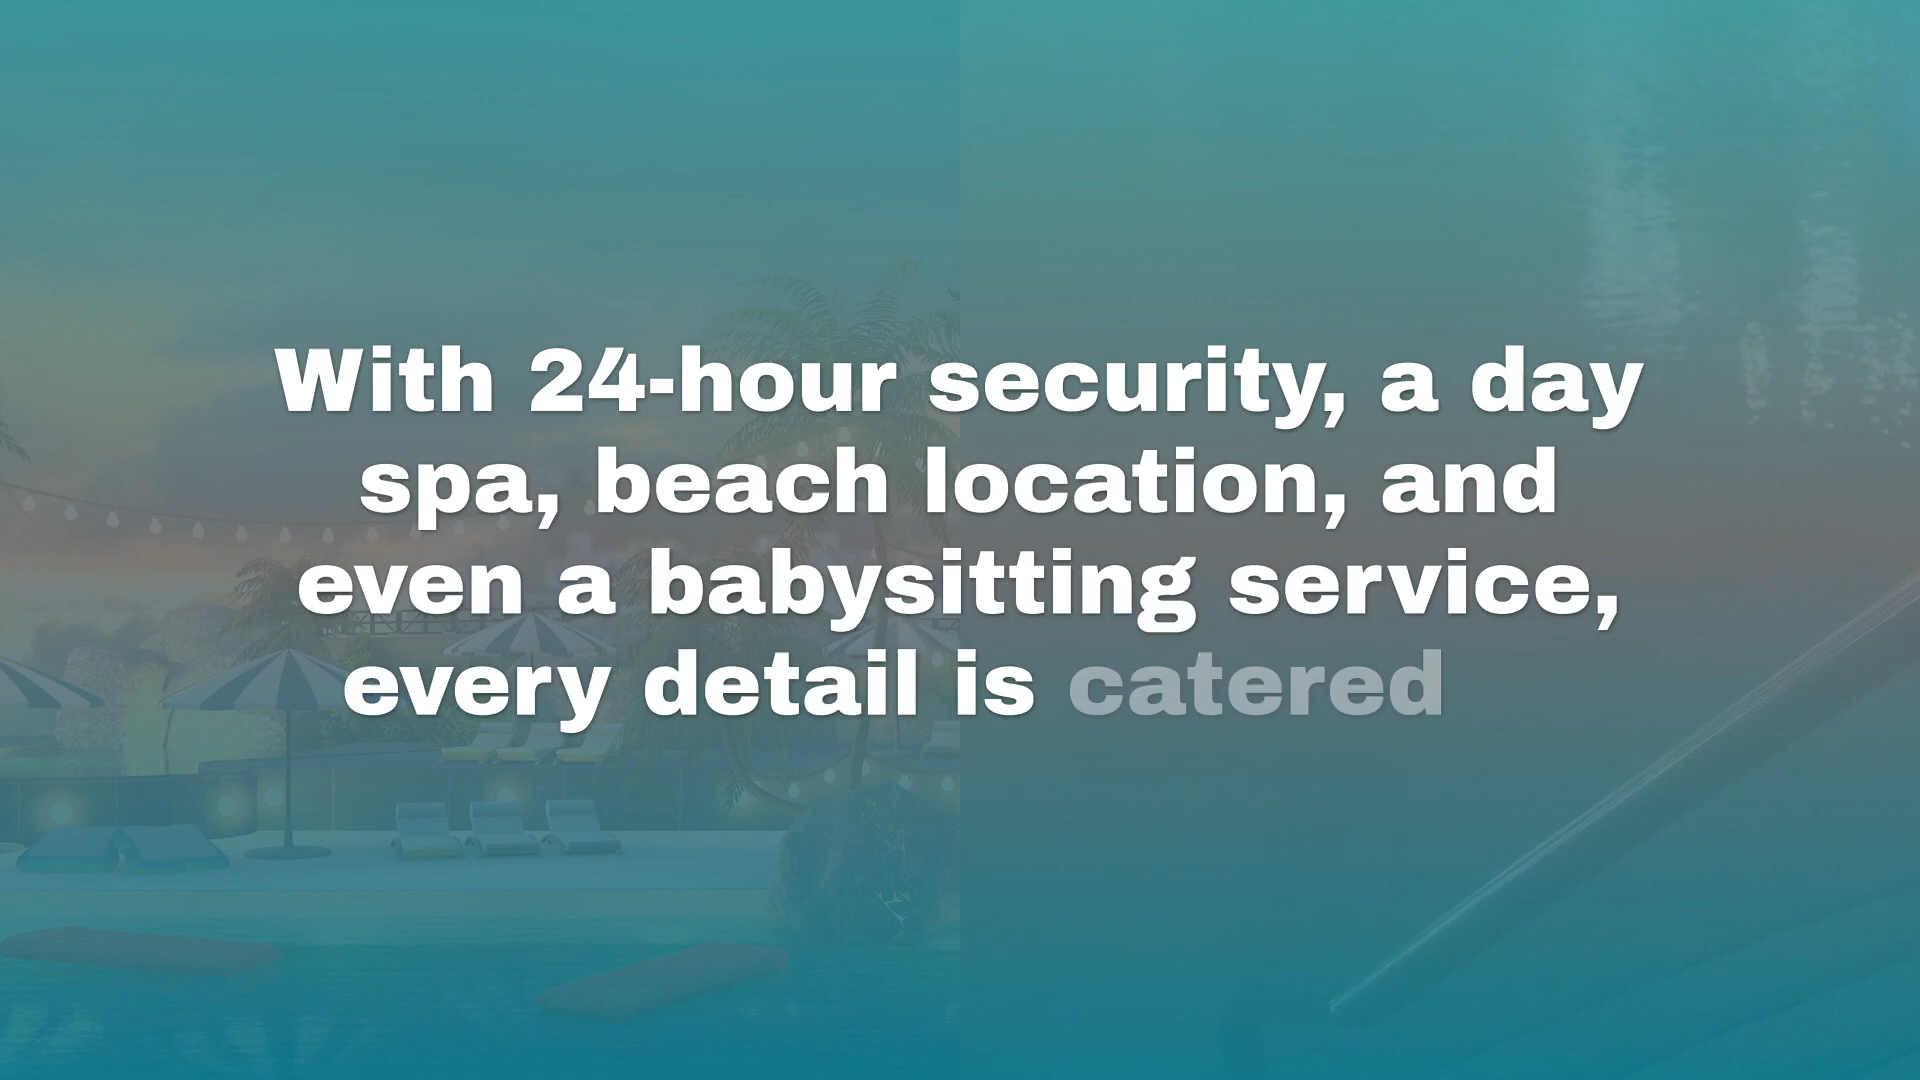 With 24-hour security, a day
spa, beach location, and
even a babysitting service,
every detail is catered